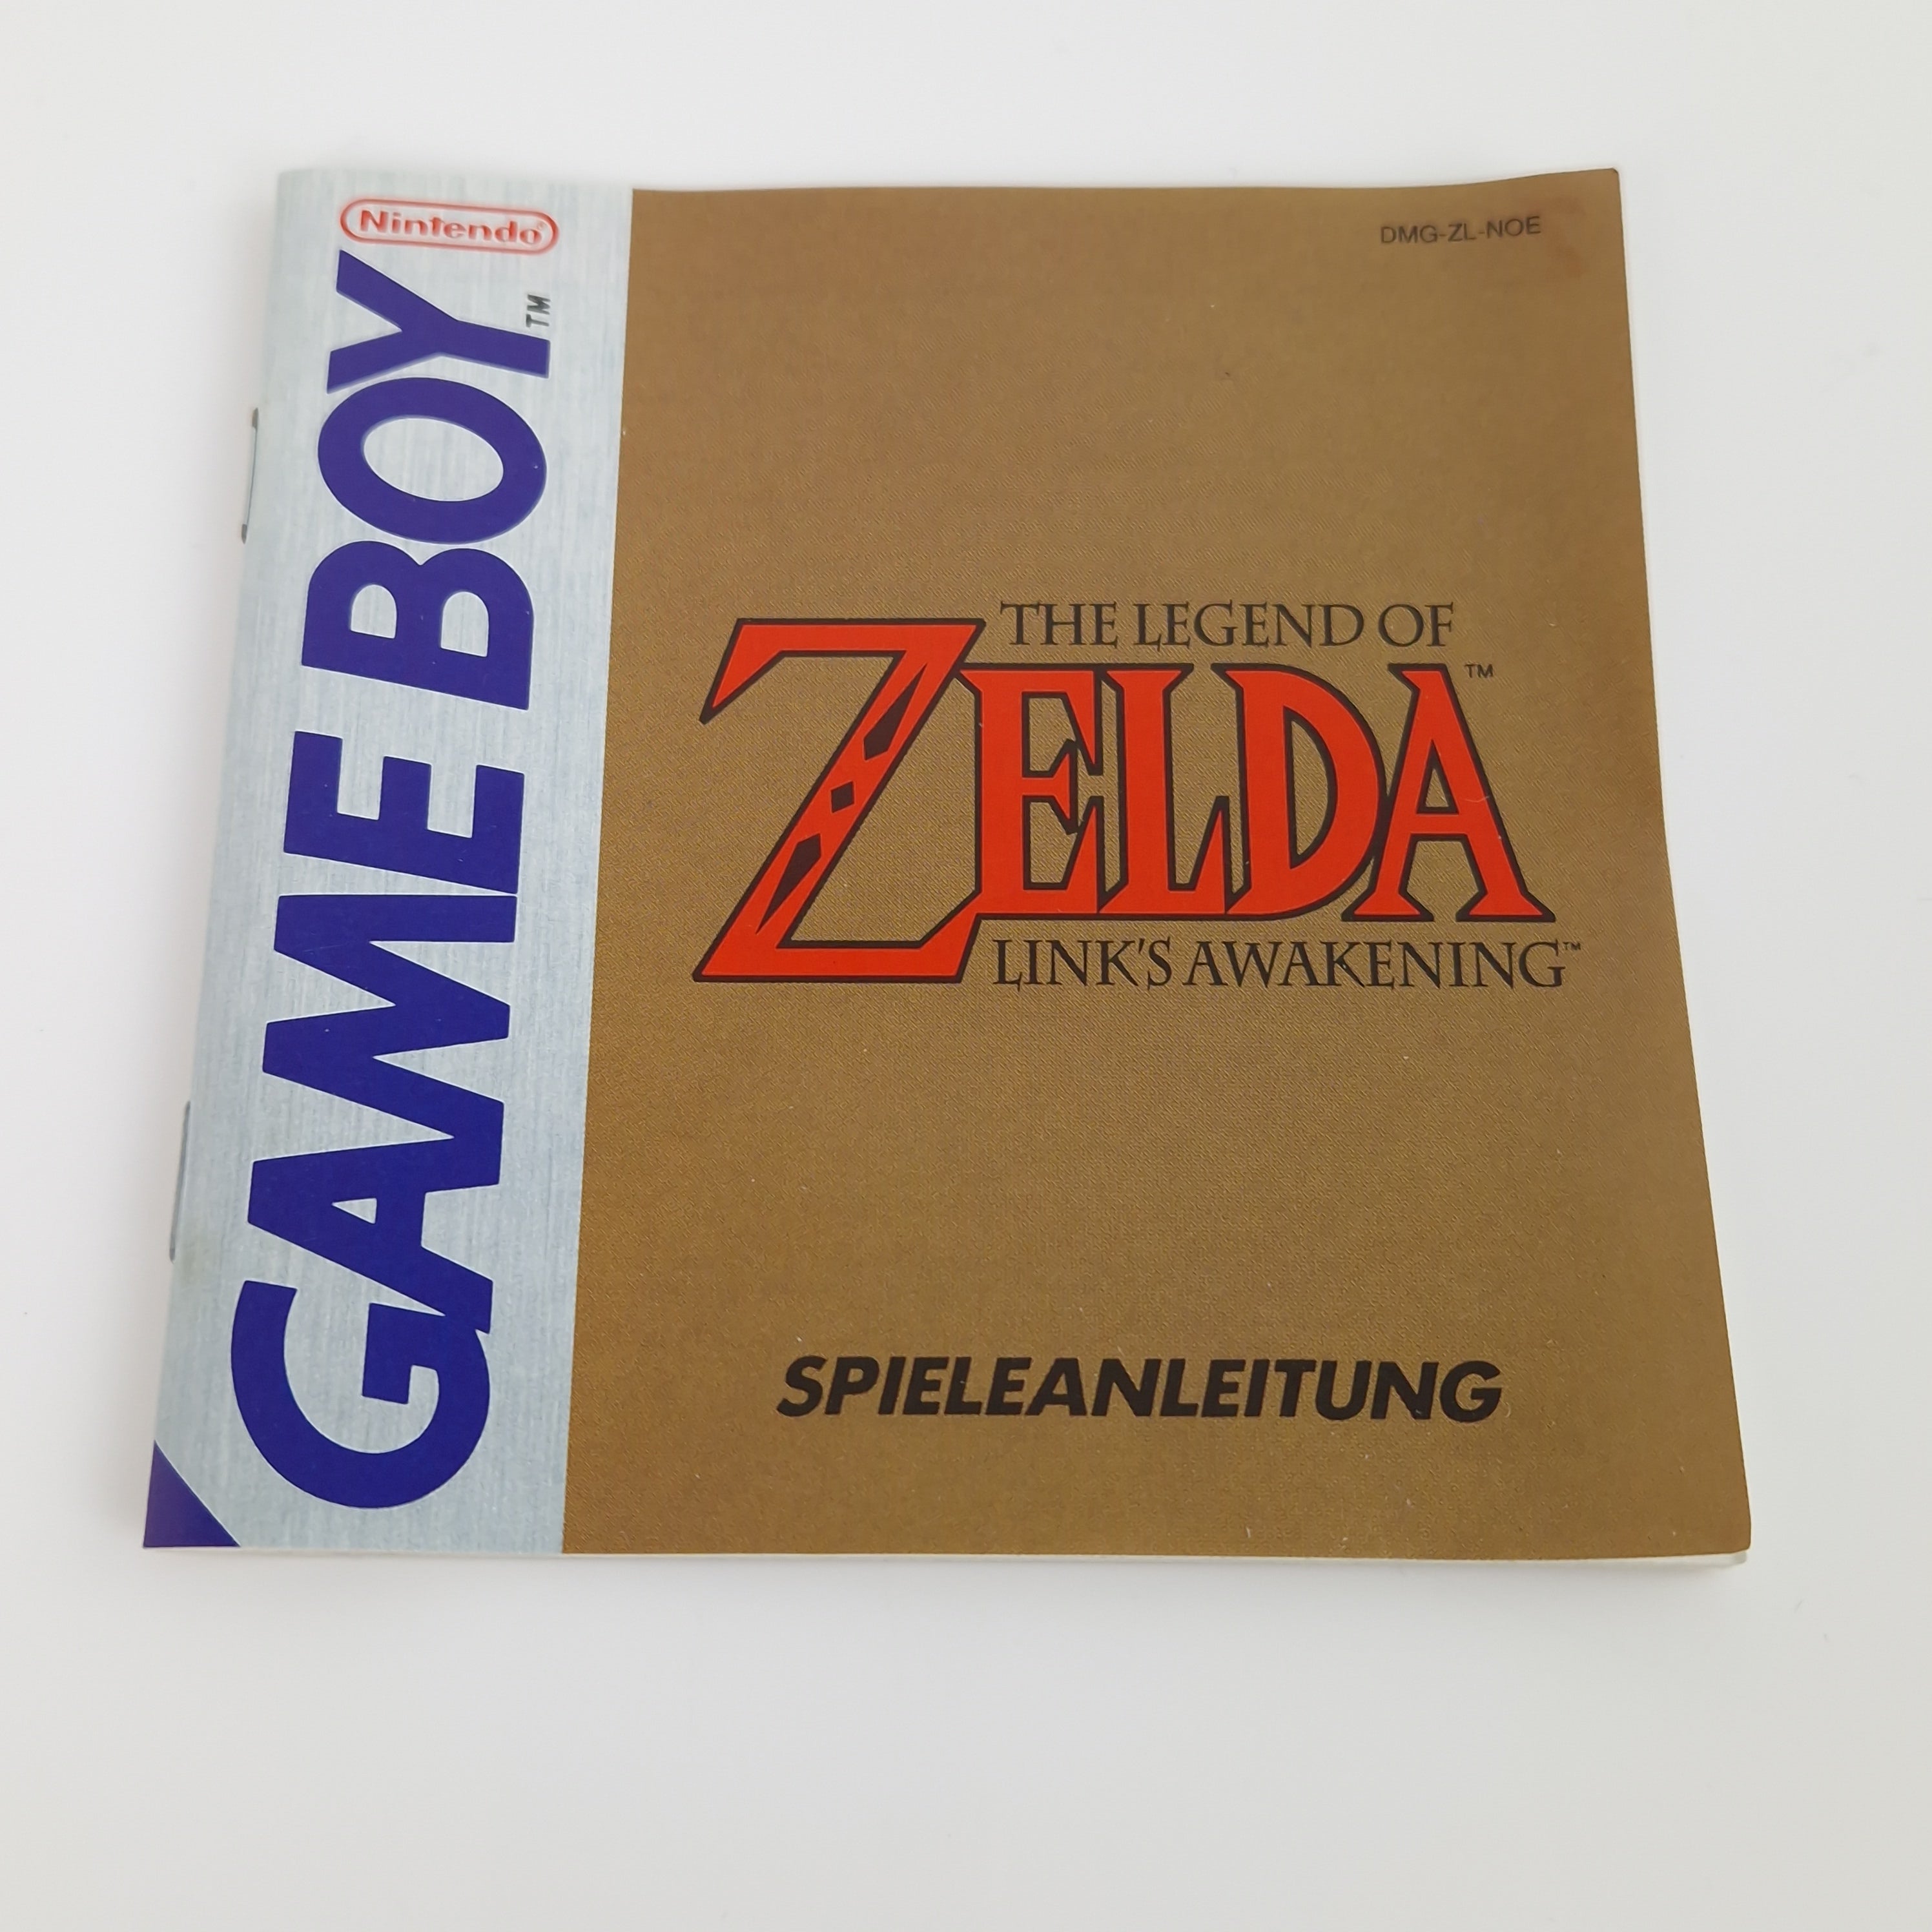 Nintendo®
GAME BOY™
DMG-ZL-NOE
THE LEGEND OF
ZELDA™
LINK'S AWAKENING™
SPIELEANLEITUNG